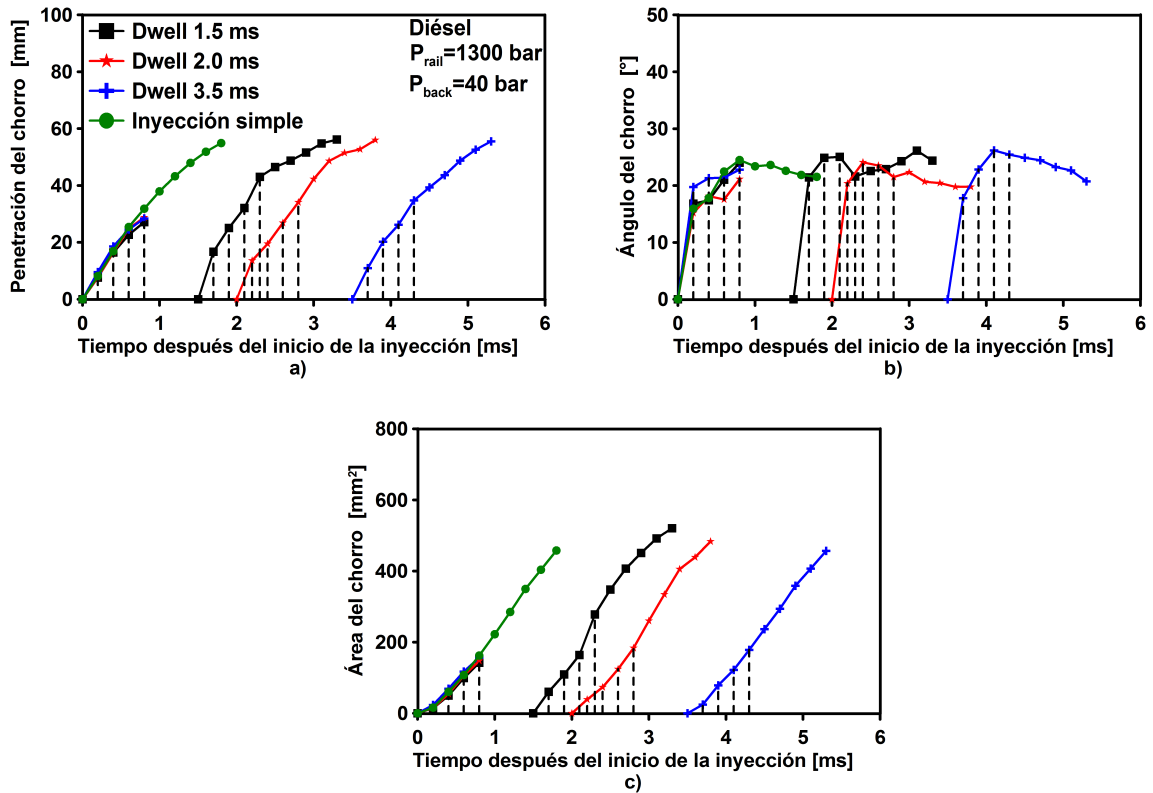 Penetración del chorro [mm]
100
80
60
40
20
0
Dwell 1.5 ms
Dwell 2.0 ms
Dwell 3.5 ms
Inyección simple
Diésel
Prail=1300 bar
Pback=40 bar
0 1 2 3 4 5 6
Tiempo después del inicio de la inyección [ms]
a)
Ángulo del chorro [°]
50
40
30
20
10
0
0 1 2 3 4 5 6
Tiempo después del inicio de la inyección [ms]
b)
Área del chorro [mm²]
800
600
400
200
0
0 1 2 3 4 5 6
Tiempo después del inicio de la inyección [ms]
c)